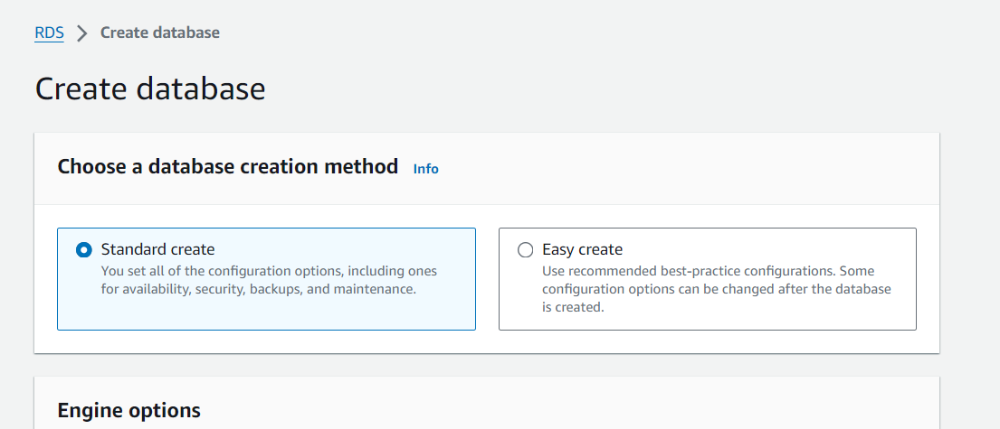 RDS > Create database
Create database
Choose a database creation method Info
Standard create
You set all of the configuration options, including ones
for availability, security, backups, and maintenance.
Easy create
Use recommended best-practice configurations. Some
configuration options can be changed after the database
is created.
Engine options